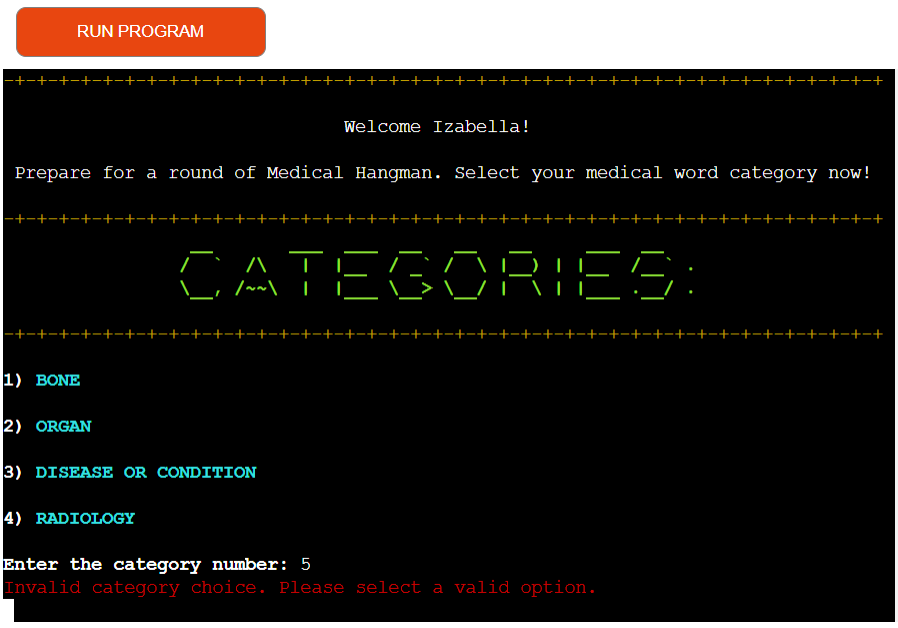 RUN PROGRAM
-+-+-+-+-+-+-+-+-+-+-+-+-+-+-+-+-+-+-+-+-+-+-+-+-+-+-+-+-+-+-+-+-+-+-+-+-+-+-+-+
Welcome Izabella!
Prepare for a round of Medical Hangman. Select your medical word category now!
-+-+-+-+-+-+-+-+-+-+-+-+-+-+-+-+-+-+-+-+-+-+-+-+-+-+-+-+-+-+-+-+-+-+-+-+-+-+-+-+
CATEGORIES:
-+-+-+-+-+-+-+-+-+-+-+-+-+-+-+-+-+-+-+-+-+-+-+-+-+-+-+-+-+-+-+-+-+-+-+-+-+-+-+-+
1) BONE
2) ORGAN
3) DISEASE OR CONDITION
4) RADIOLOGY
Enter the category number: 5
Invalid category choice. Please select a valid option.